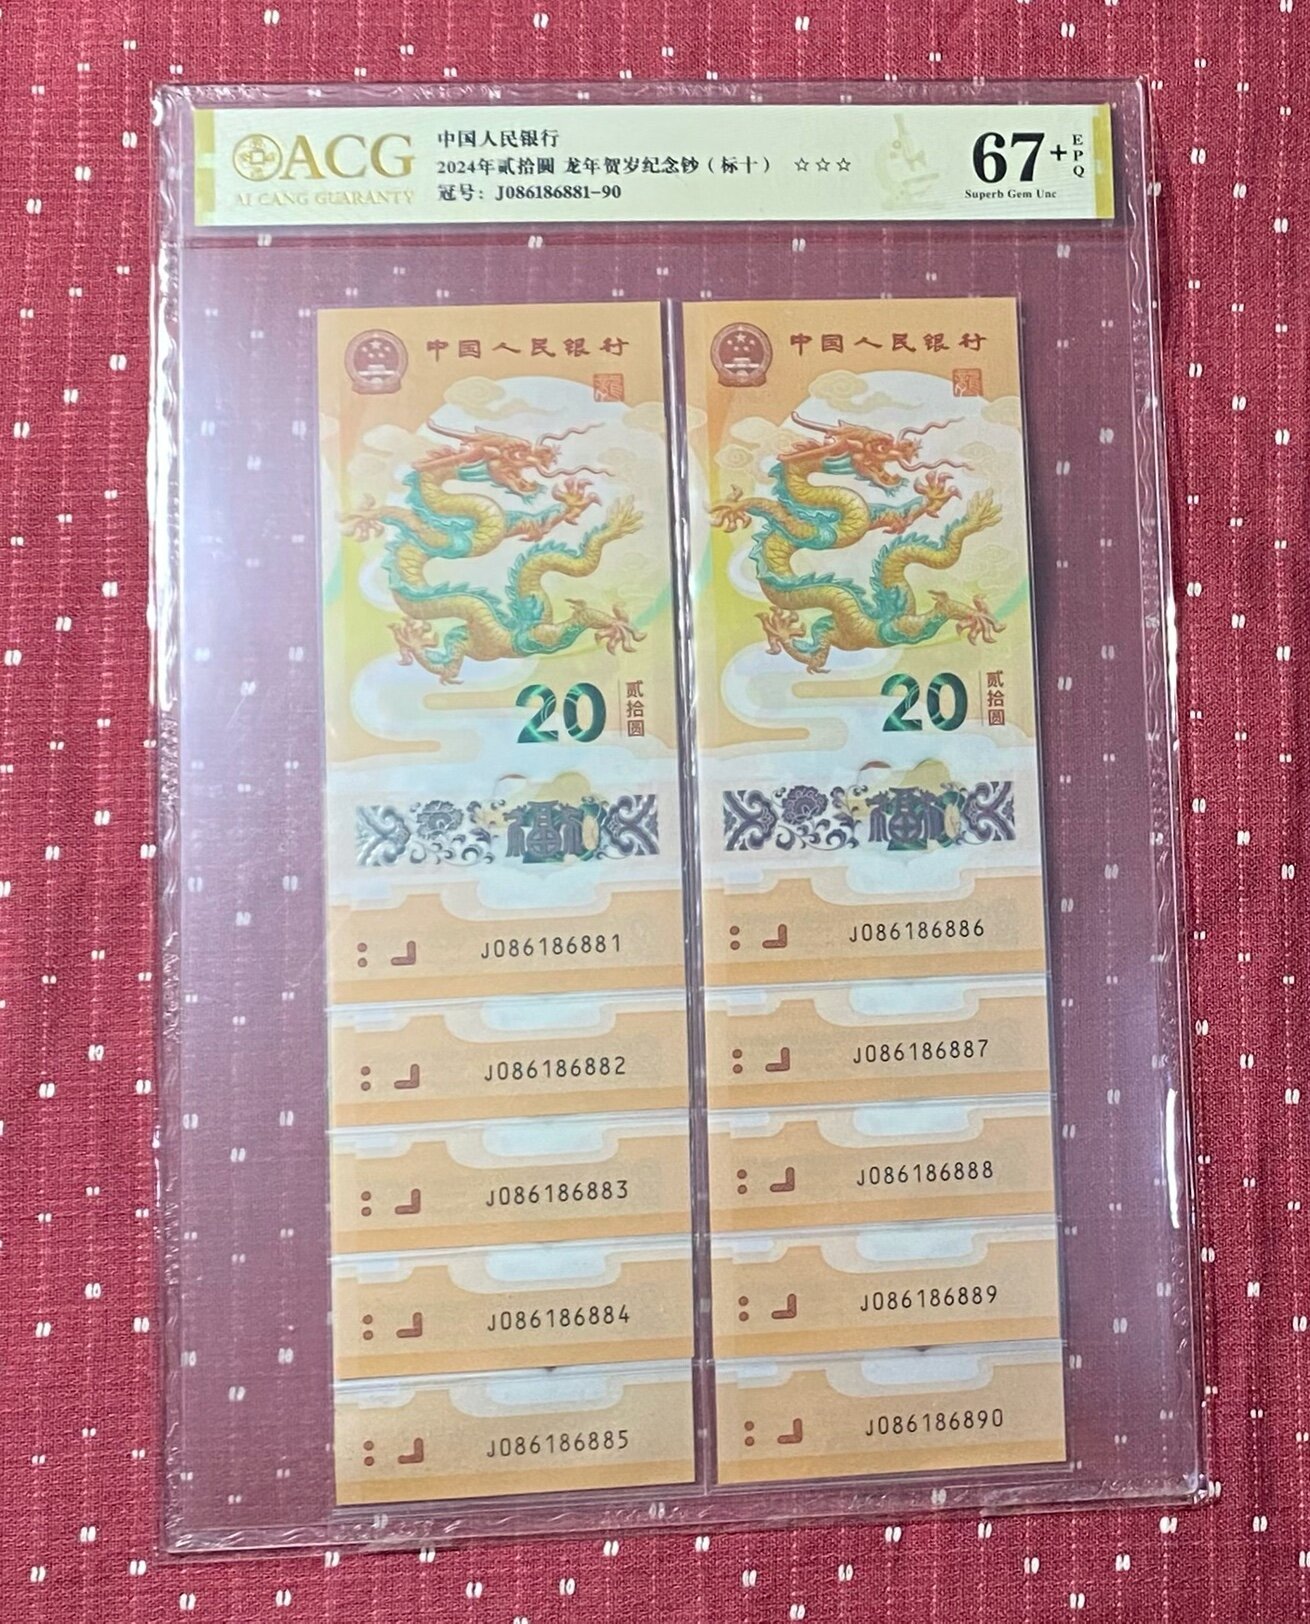 ACG
AI CANG GUARANTY
中国人民银行
2024年贰拾圆 龙年贺岁纪念钞（标十） ☆☆☆
冠号：J086186881-90
67+
EPQ
Superb Gem Unc
中国人民银行
20
贰拾圆
福
J086186881
J086186882
J086186883
J086186884
J086186885
中国人民银行
20
贰拾圆
福
J086186886
J086186887
J086186888
J086186889
J086186890